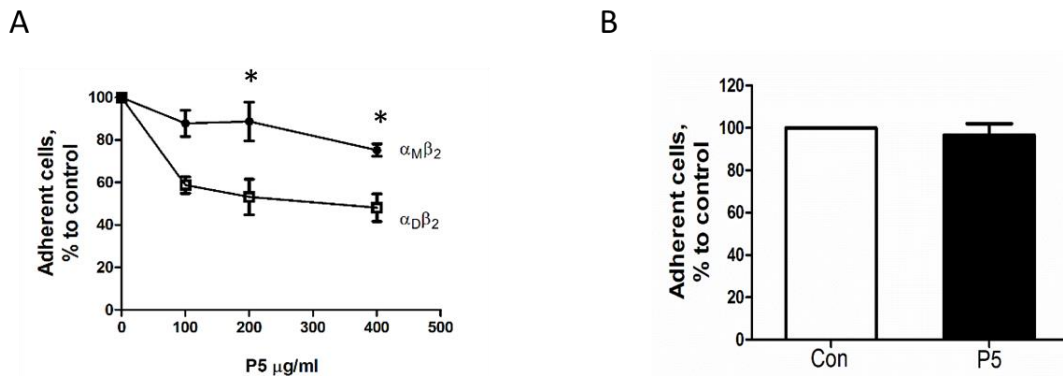 A
B
Adherent cells,
% to control
100
80
60
40
20
0
* *
αMβ2
αDβ2
0 100 200 300 400 500
P5 µg/ml
Adherent cells,
% to control
120
100
80
60
40
20
0
Con P5